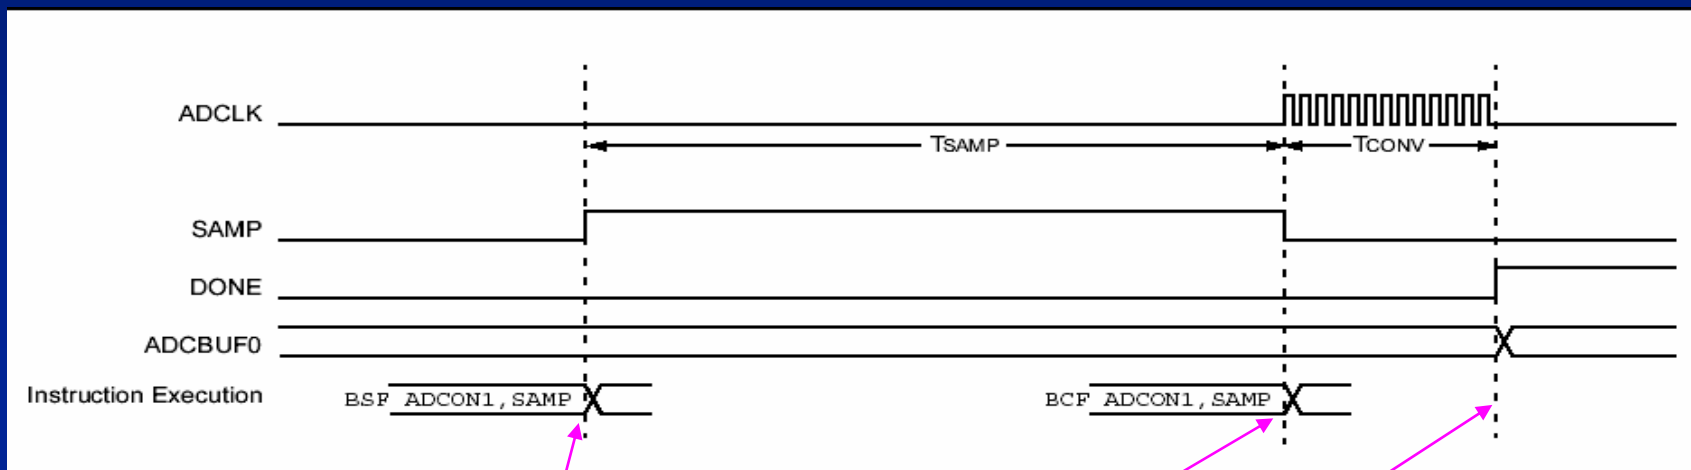 ADCLK
TSAMP TCONV
SAMP
DONE
ADCBUF0
Instruction Execution BSF ADCON1,SAMP BCF ADCON1,SAMP